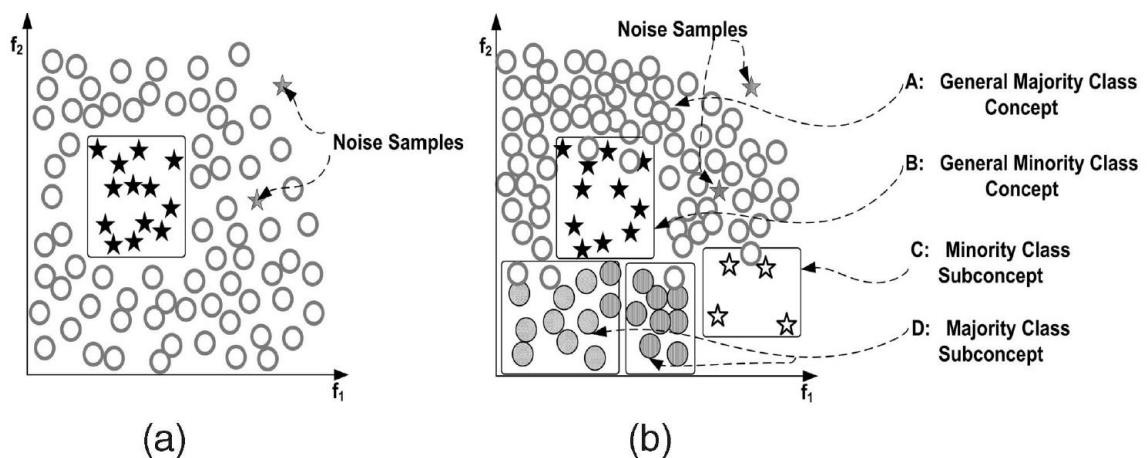 f2
Noise Samples
f1
(a)
f2
Noise Samples
A: General Majority Class
Concept
B: General Minority Class
Concept
C: Minority Class
Subconcept
D: Majority Class
Subconcept
f1
(b)